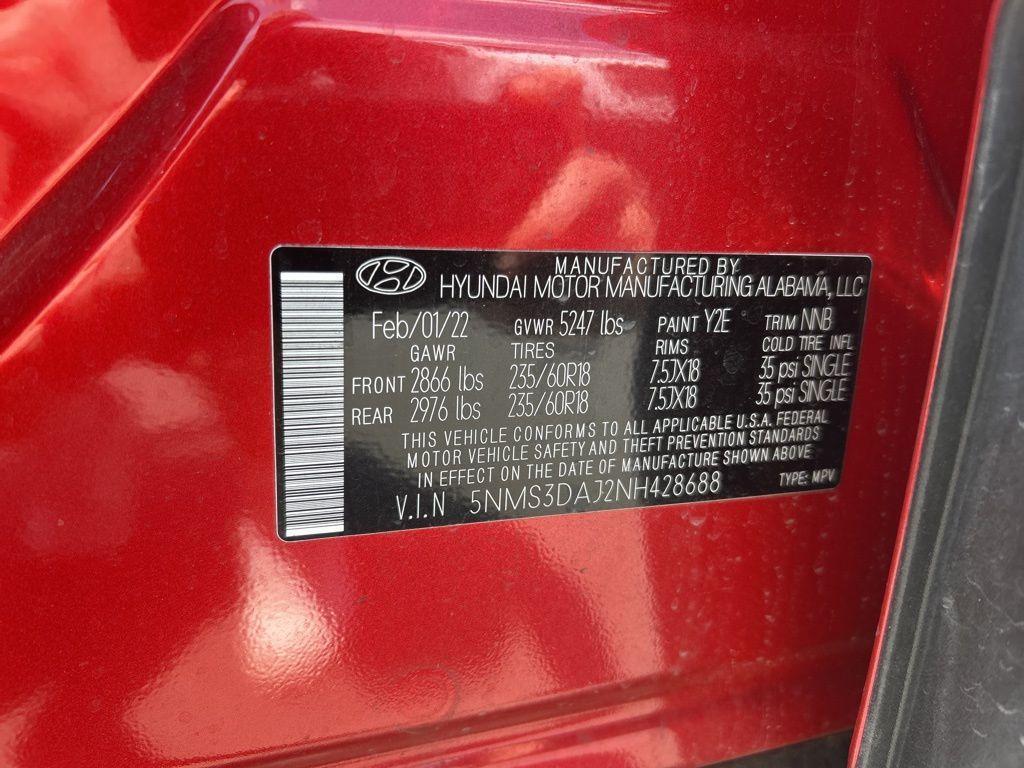 MANUFACTURED BY
HYUNDAI MOTOR MANUFACTURING ALABAMA, LLC
Feb/01/22 GVWR 5247 lbs PAINT Y2E TRIM NNB
GAWR TIRES RIMS COLD TIRE INFL
FRONT 2866 lbs 235/60R18 7.5JX18 35 psi SINGLE
REAR 2976 lbs 235/60R18 7.5JX18 35 psi SINGLE
THIS VEHICLE CONFORMS TO ALL APPLICABLE U.S.A. FEDERAL
MOTOR VEHICLE SAFETY AND THEFT PREVENTION STANDARDS
IN EFFECT ON THE DATE OF MANUFACTURE SHOWN ABOVE
V.I.N 5NMS3DAJ2NH428688 TYPE: MPV